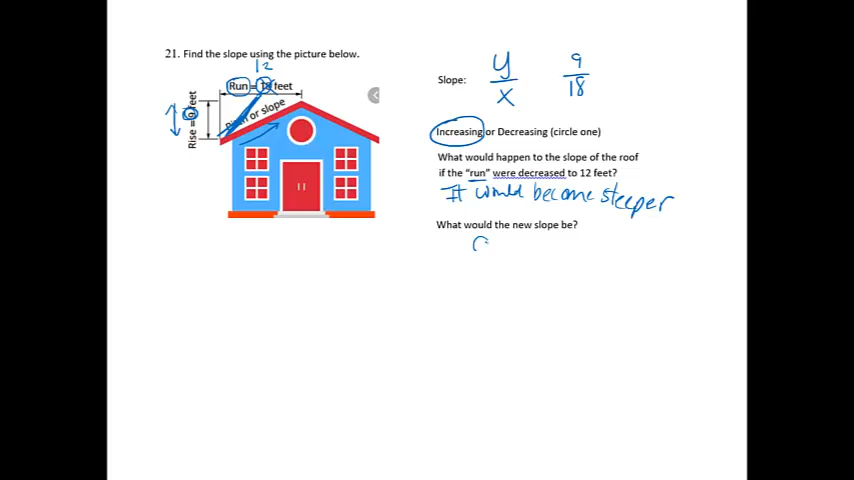 21. Find the slope using the picture below.
12
Run = 18 feet
Rise = 9 feet
Pitch or slope
Slope: y/x 9/18
Increasing or Decreasing (circle one)
What would happen to the slope of the roof
if the “run” were decreased to 12 feet?
It would become steeper
What would the new slope be?